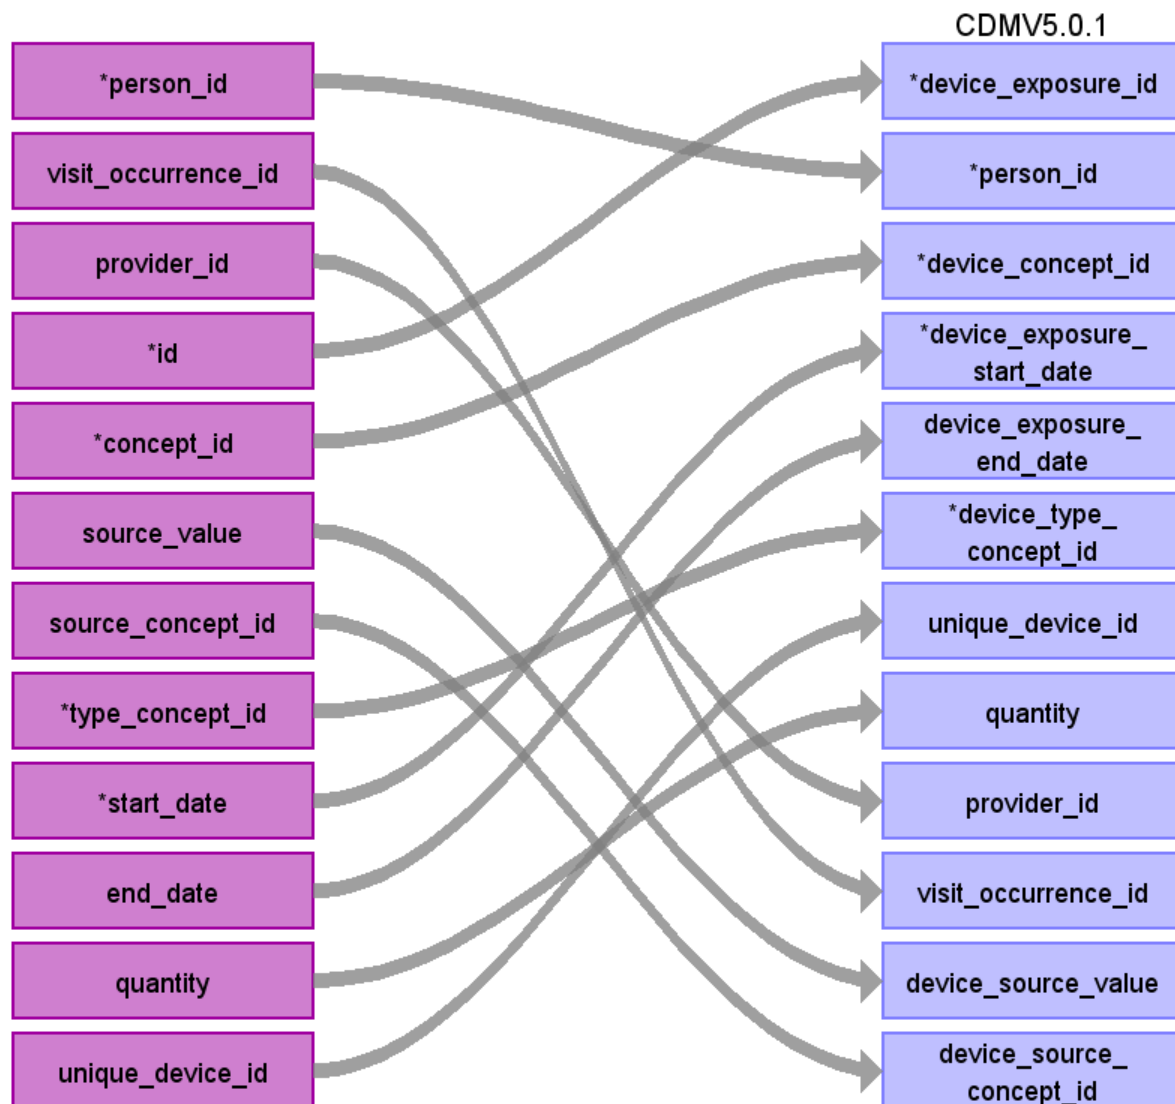 CDMV5.0.1
*person_id
visit_occurrence_id
provider_id
*id
*concept_id
source_value
source_concept_id
*type_concept_id
*start_date
end_date
quantity
unique_device_id
*device_exposure_id
*person_id
*device_concept_id
*device_exposure_
start_date
device_exposure_
end_date
*device_type_
concept_id
unique_device_id
quantity
provider_id
visit_occurrence_id
device_source_value
device_source_
concept_id